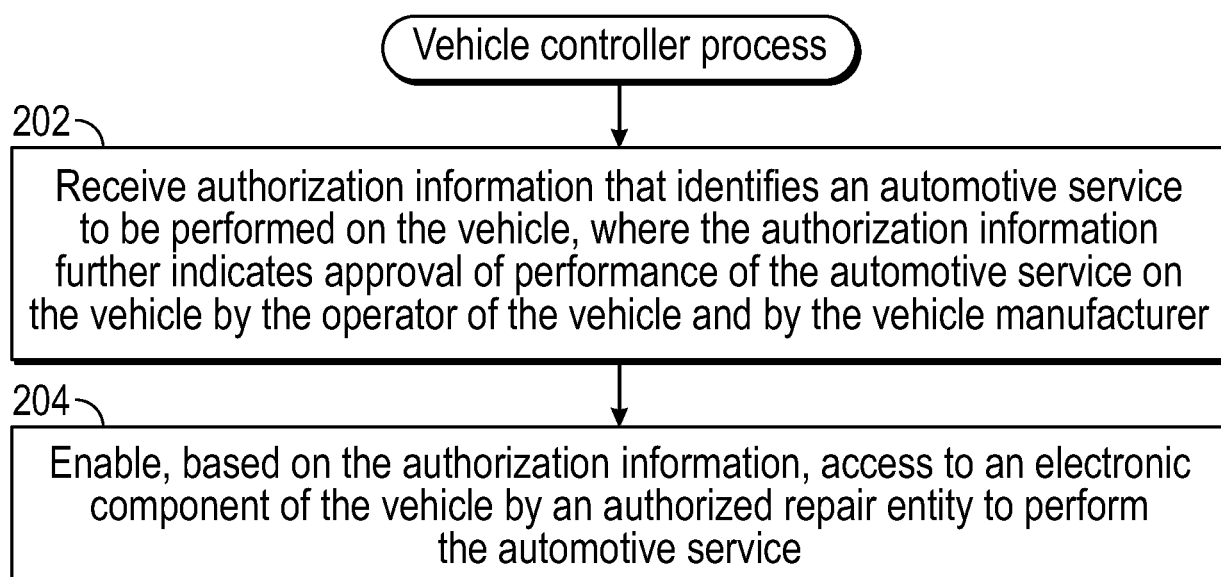 Vehicle controller process
202
Receive authorization information that identifies an automotive service
to be performed on the vehicle, where the authorization information
further indicates approval of performance of the automotive service on
the vehicle by the operator of the vehicle and by the vehicle manufacturer
204
Enable, based on the authorization information, access to an electronic
component of the vehicle by an authorized repair entity to perform
the automotive service